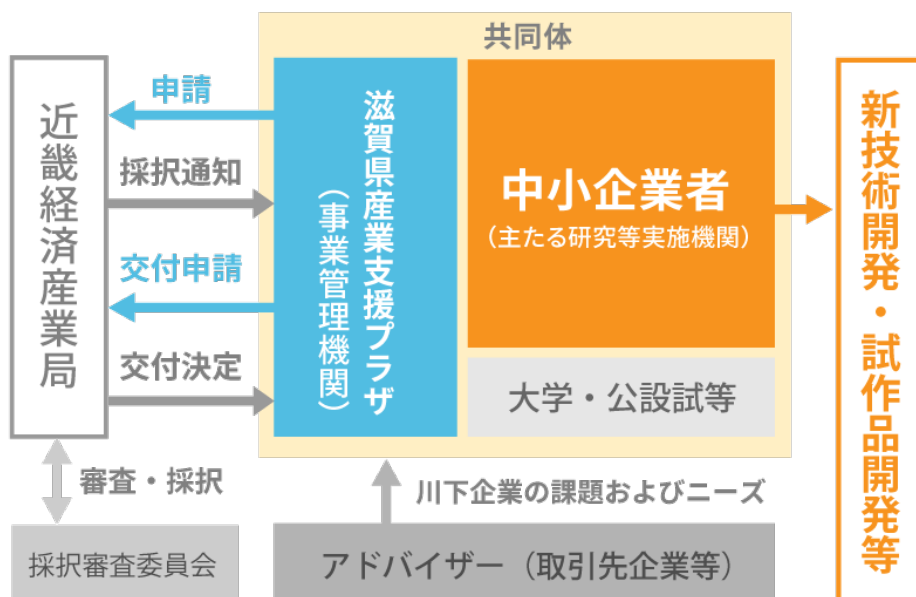 共同体
近畿経済産業局
申請
採択通知
交付申請
交付決定
滋賀県産業支援プラザ
（事業管理機関）
中小企業者
（主たる研究等実施機関）
大学・公設試等
新技術開発・試作品開発等
審査・採択
川下企業の課題およびニーズ
採択審査委員会
アドバイザー（取引先企業等）